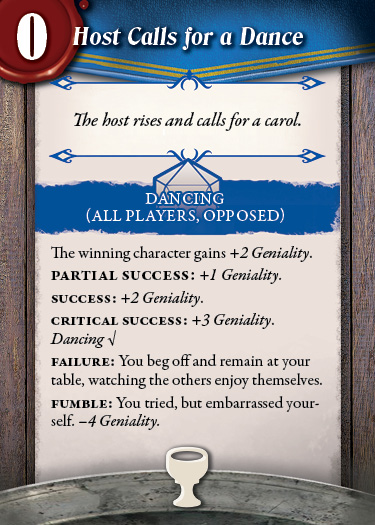 0
Host Calls for a Dance
The host rises and calls for a carol.
DANCING
(ALL PLAYERS, OPPOSED)
The winning character gains +2 Geniality.
PARTIAL SUCCESS: +1 Geniality.
SUCCESS: +2 Geniality.
CRITICAL SUCCESS: +3 Geniality.
Dancing √
FAILURE: You beg off and remain at your
table, watching the others enjoy themselves.
FUMBLE: You tried, but embarrassed your-
self. –4 Geniality.